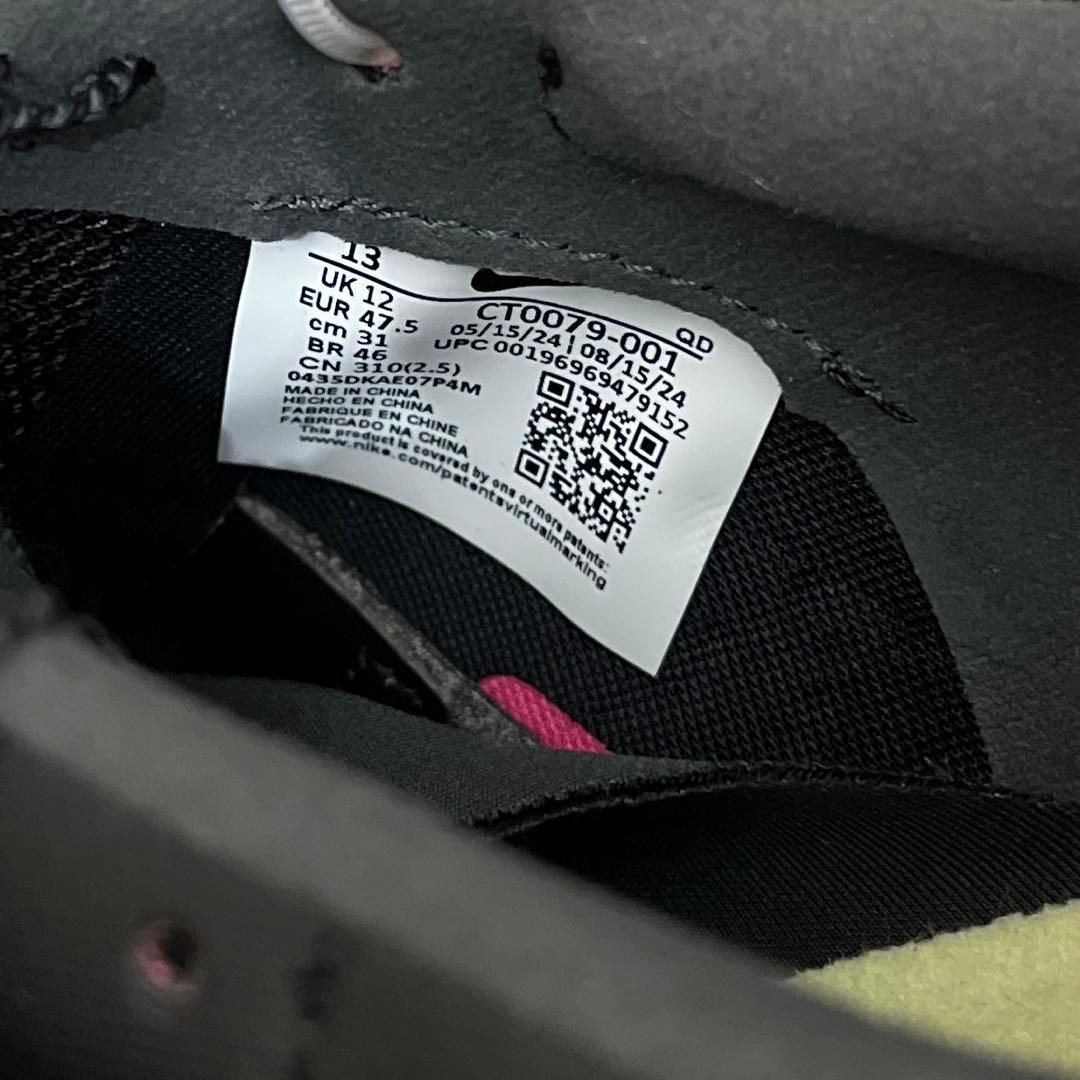 13
UK 12
EUR 47.5
cm 31
BR 46
CN 310(2.5)
0435DKAE07P4M
MADE IN CHINA
HECHO EN CHINA
FABRIQUE EN CHINE
FABRICADO NA CHINA
This product is covered by one or more patents:
www.nike.com/patentsvirtualmarking
QD
CT0079-001
05/15/24 | 08/15/24
UPC 00196969479152